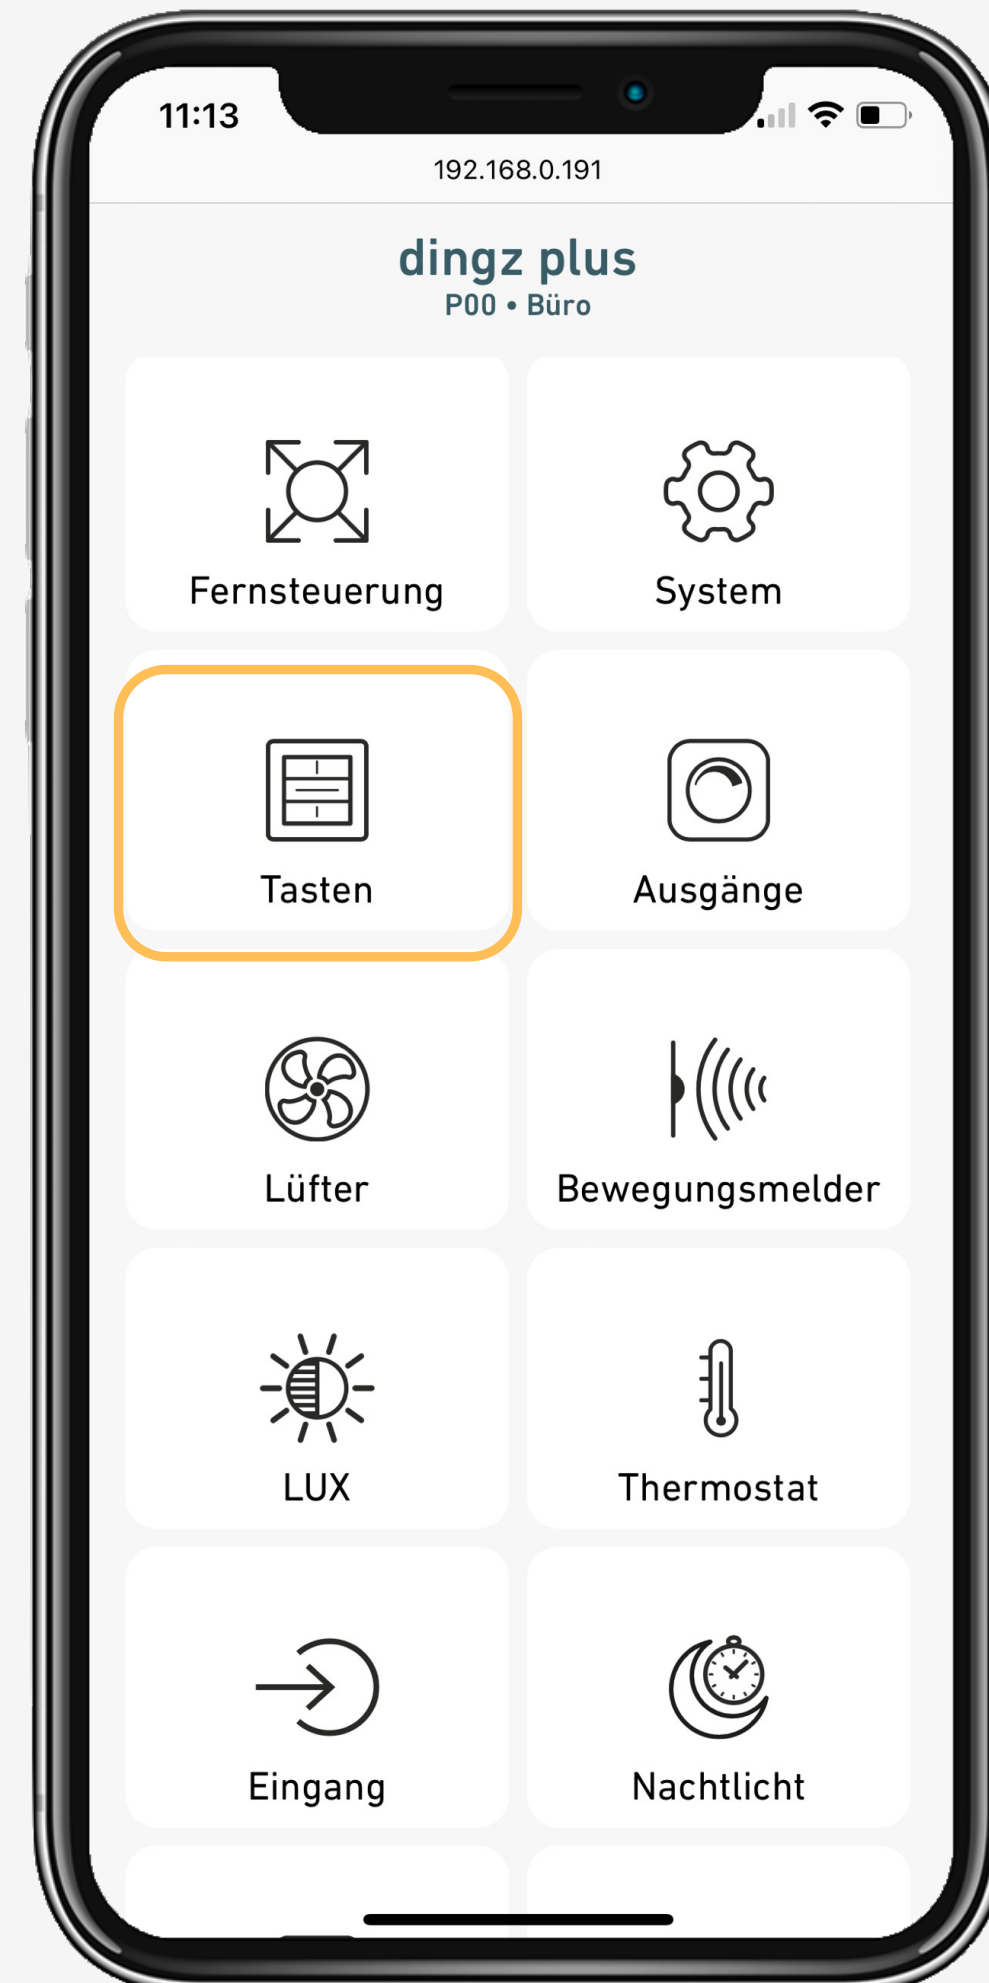 11:13
192.168.0.191
dingz plus
P00 • Büro
Fernsteuerung
System
Tasten
Ausgänge
Lüfter
Bewegungsmelder
LUX
Thermostat
Eingang
Nachtlicht